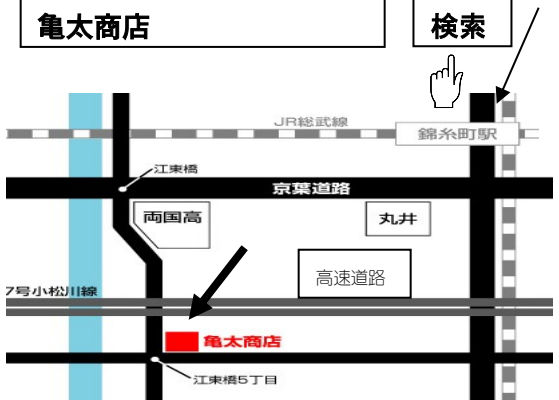 亀太商店
検索
JR総武線
錦糸町駅
江東橋
京葉道路
両国高
丸井
高速道路
7号小松川線
亀太商店
江東橋5丁目